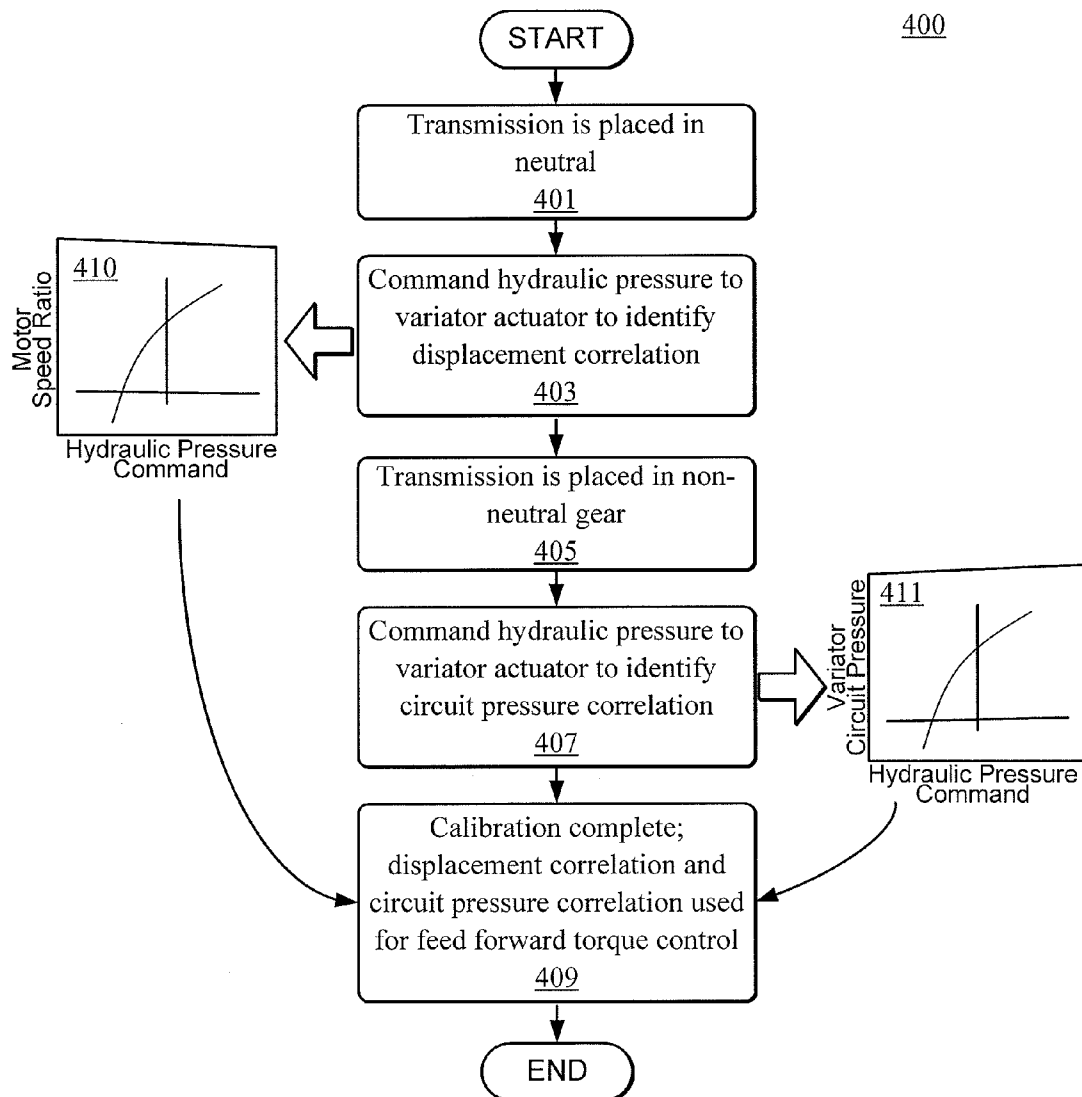 400
START
Transmission is placed in
neutral
401
Command hydraulic pressure to
variator actuator to identify
displacement correlation
403
410
Motor
Speed Ratio
Hydraulic Pressure
Command
Transmission is placed in non-
neutral gear
405
Command hydraulic pressure to
variator actuator to identify
circuit pressure correlation
407
411
Variator
Circuit Pressure
Hydraulic Pressure
Command
Calibration complete;
displacement correlation and
circuit pressure correlation used
for feed forward torque control
409
END